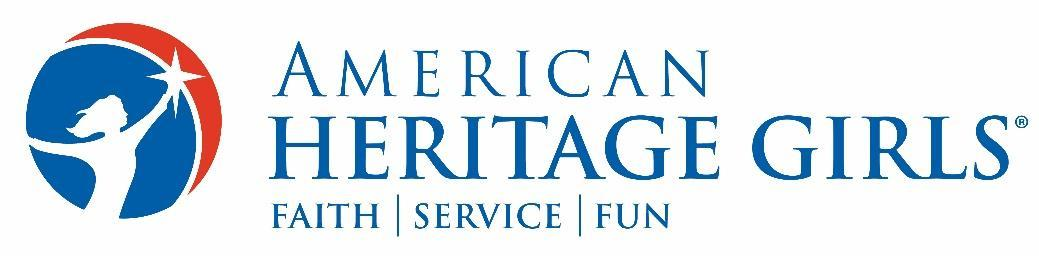 AMERICAN
HERITAGE GIRLS®
FAITH | SERVICE | FUN